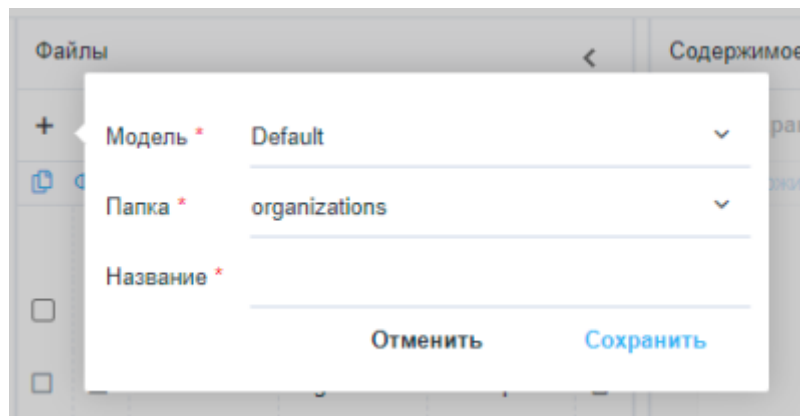 Файлы
Содержимое
Модель * Default
Папка * organizations
Название *
Отменить Сохранить